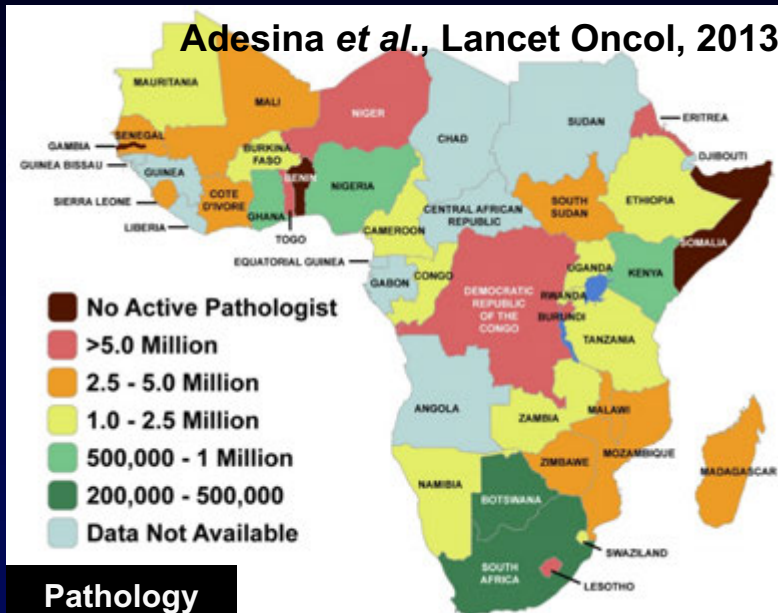 Adesina et al., Lancet Oncol, 2013
MAURITANIA
MALI
NIGER
CHAD
SUDAN
ERITREA
DJIBOUTI
SENEGAL
GAMBIA
GUINEA BISSAU
GUINEA
SIERRA LEONE
LIBERIA
COTE
D'IVORE
BURKINA
FASO
GHANA
TOGO
BENIN
NIGERIA
CAMEROON
CENTRAL AFRICAN
REPUBLIC
SOUTH
SUDAN
ETHIOPIA
SOMALIA
EQUATORIAL GUINEA
GABON
CONGO
DEMOCRATIC
REPUBLIC
OF THE
CONGO
UGANDA
KENYA
RWANDA
BURUNDI
TANZANIA
ANGOLA
ZAMBIA
MALAWI
MOZAMBIQUE
ZIMBAWE
MADAGASCAR
NAMIBIA
BOTSWANA
SOUTH
AFRICA
SWAZILAND
LESOTHO
No Active Pathologist
>5.0 Million
2.5 - 5.0 Million
1.0 - 2.5 Million
500,000 - 1 Million
200,000 - 500,000
Data Not Available
Pathology